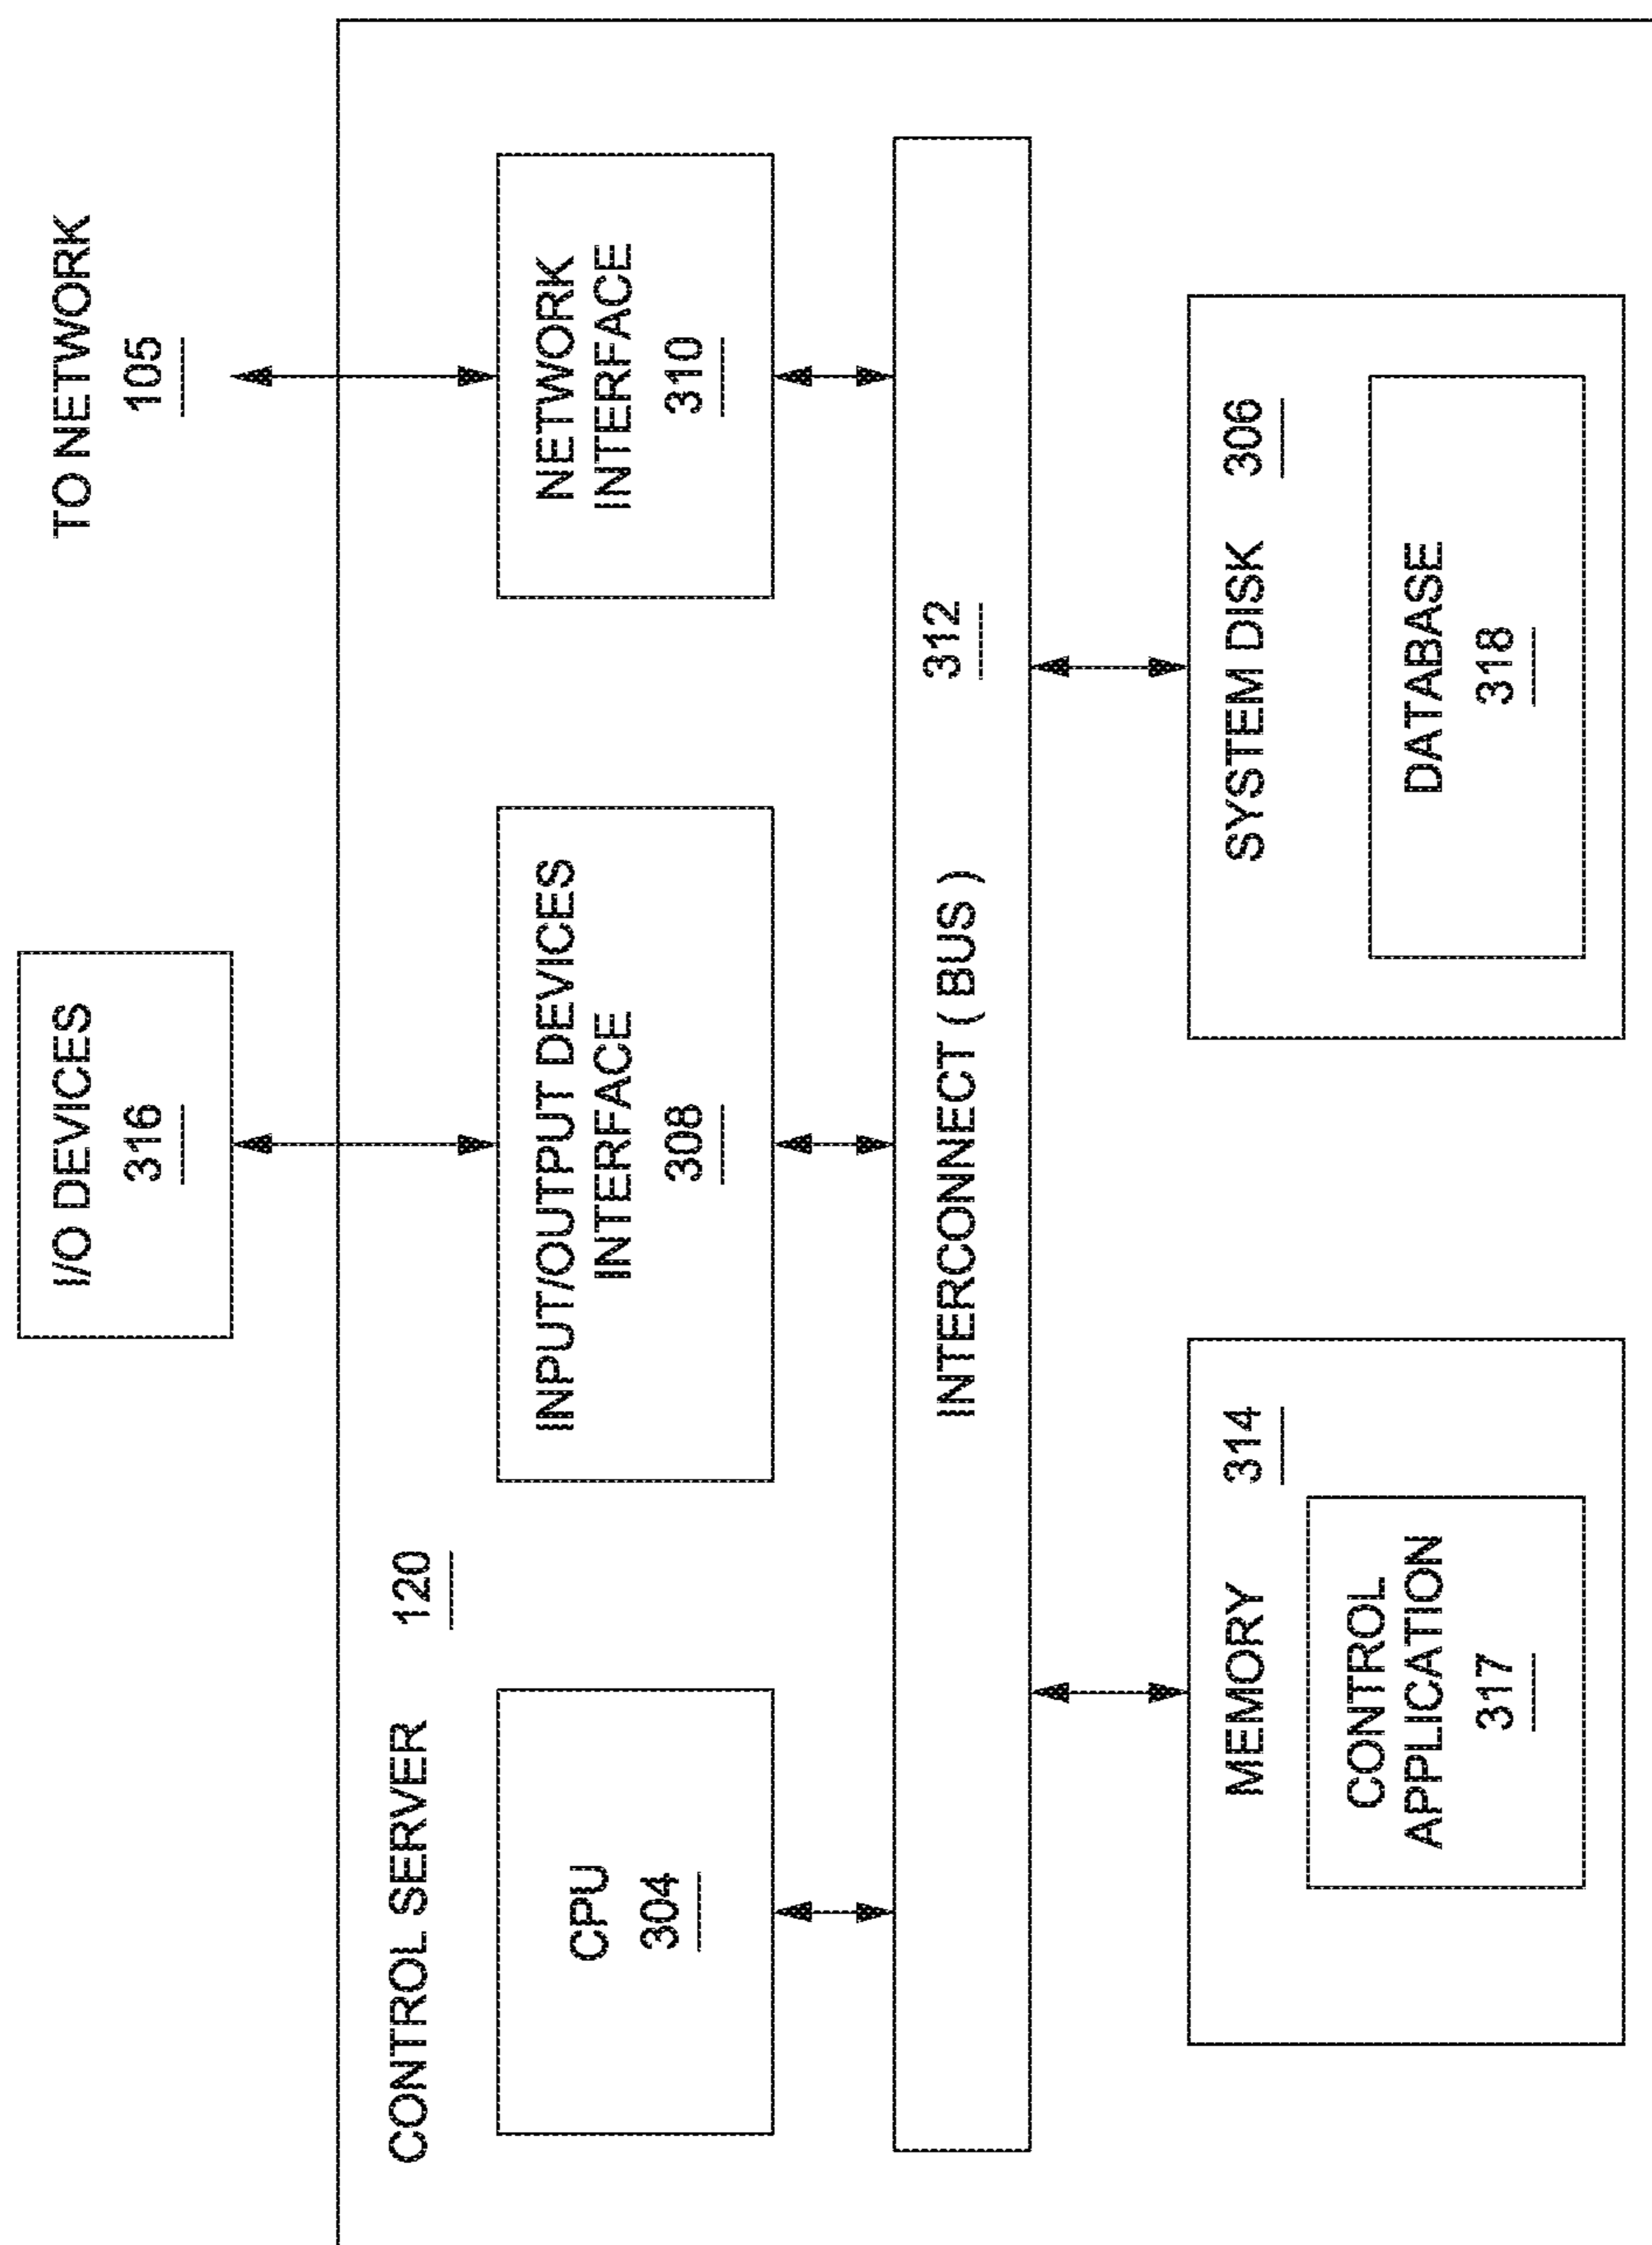 I/O DEVICES
316
TO NETWORK
105
CONTROL SERVER 120
CPU
304
INPUT/OUTPUT DEVICES
INTERFACE
308
NETWORK
INTERFACE
310
INTERCONNECT ( BUS ) 312
MEMORY 314
CONTROL
APPLICATION
317
SYSTEM DISK 306
DATABASE
318